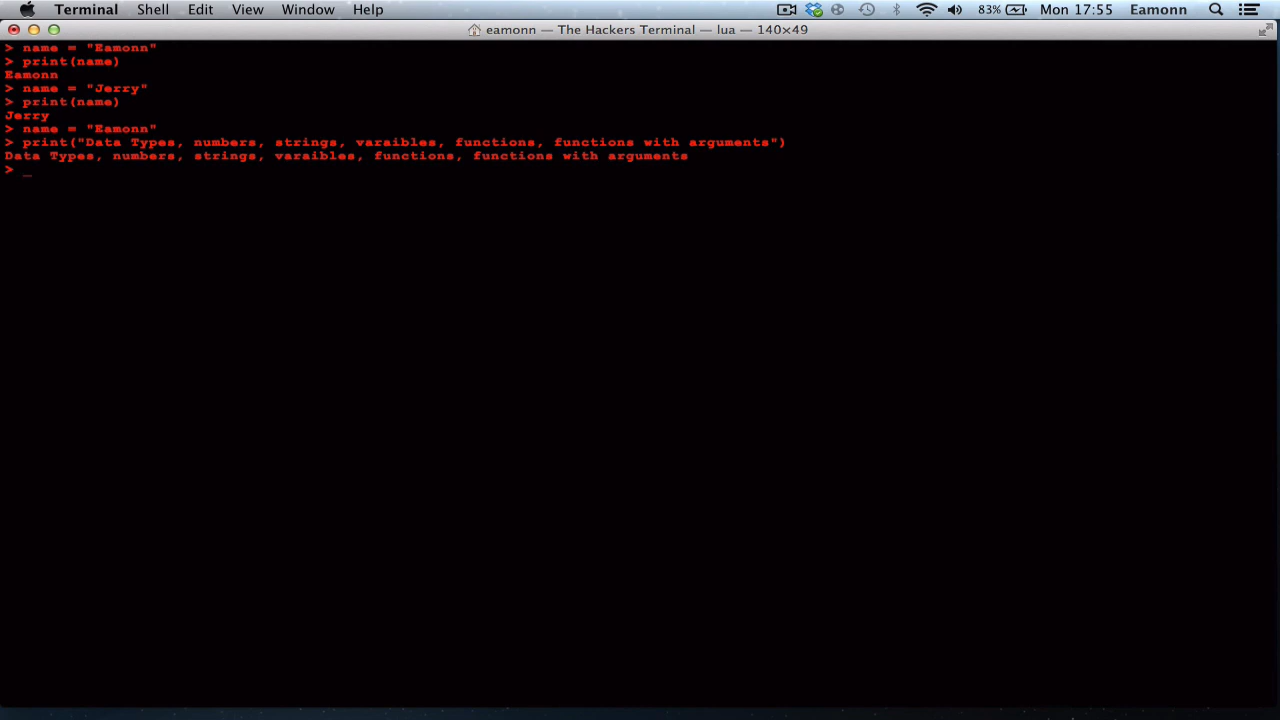 Terminal Shell Edit View Window Help 83% Mon 17:55 Eamonn
eamonn — The Hackers Terminal — lua — 140×49
> name = "Eamonn"
> print(name)
Eamonn
> name = "Jerry"
> print(name)
Jerry
> name = "Eamonn"
> print("Data Types, numbers, strings, varaibles, functions, functions with arguments")
Data Types, numbers, strings, varaibles, functions, functions with arguments
> _